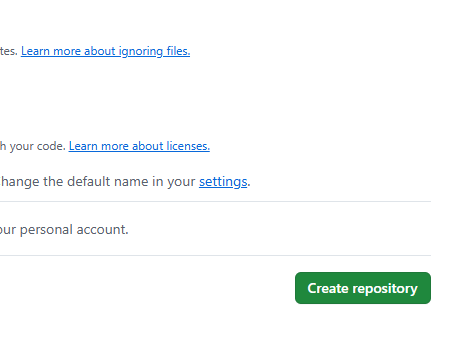 tes. Learn more about ignoring files.
h your code. Learn more about licenses.
hange the default name in your settings.
our personal account.
Create repository